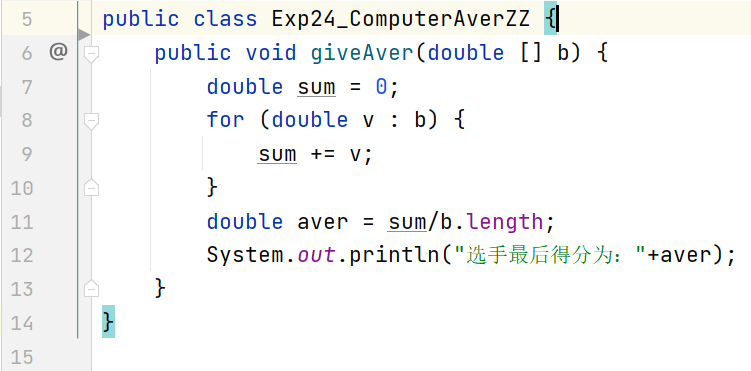 5 public class Exp24_ComputerAverZZ {
6 @ public void giveAver(double [] b) {
7 double sum = 0;
8 for (double v : b) {
9 sum += v;
10 }
11 double aver = sum/b.length;
12 System.out.println("选手最后得分为："+aver);
13 }
14 }
15